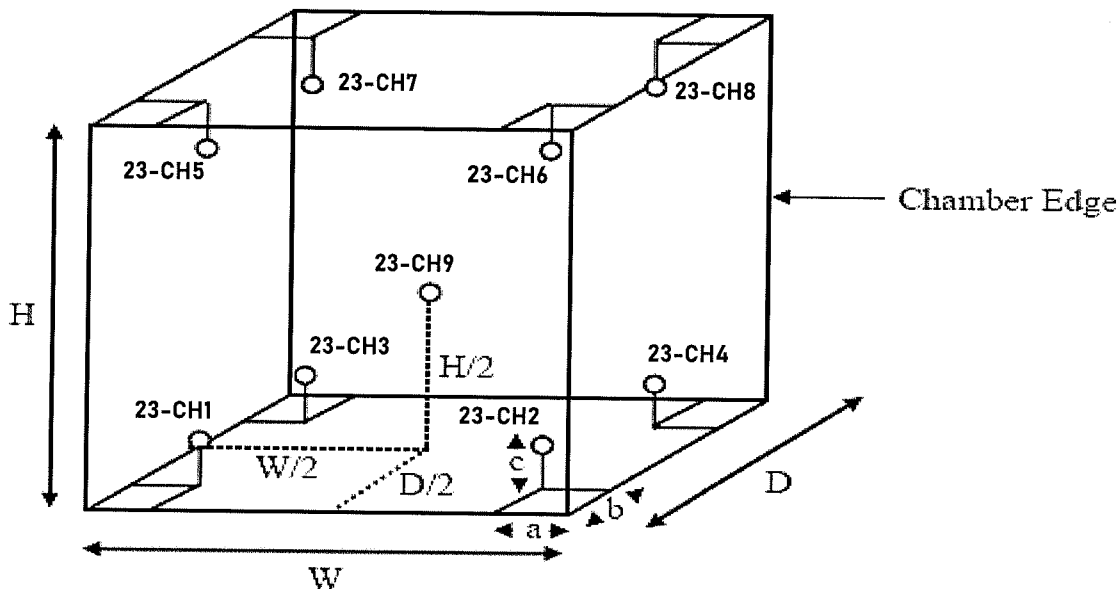 23-CH7
23-CH8
23-CH5
23-CH6
Chamber Edge
23-CH9
H
23-CH3
23-CH4
H/2
23-CH1
23-CH2
W/2
c
D/2
D
b
a
W